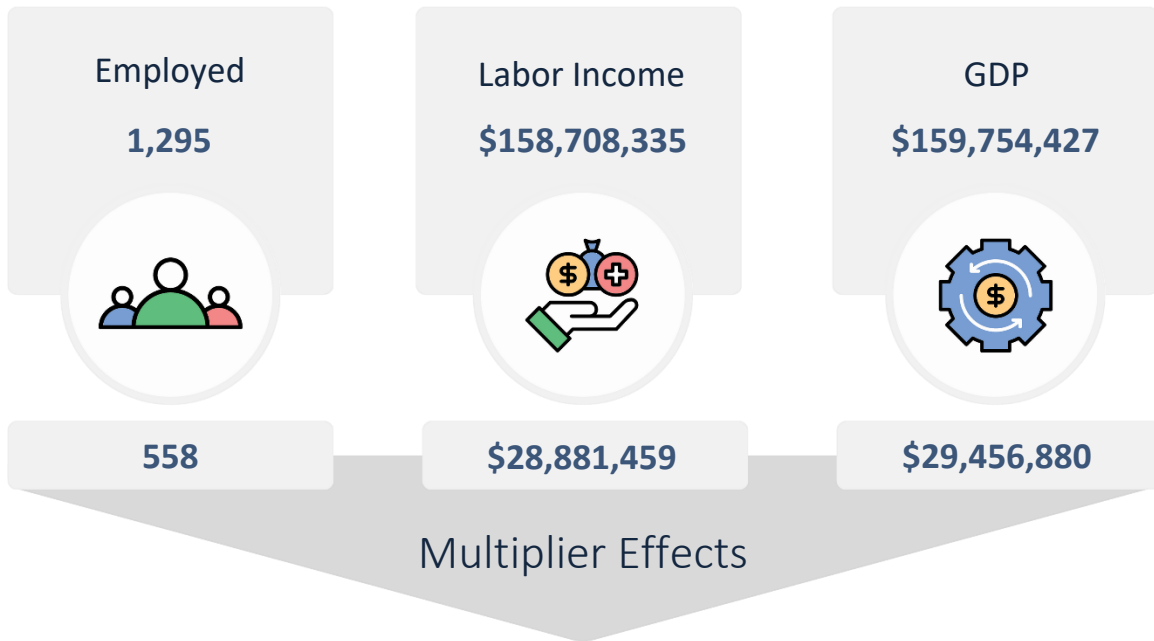 Employed
1,295
Labor Income
$158,708,335
GDP
$159,754,427
$
$
558
$28,881,459
$29,456,880
Multiplier Effects